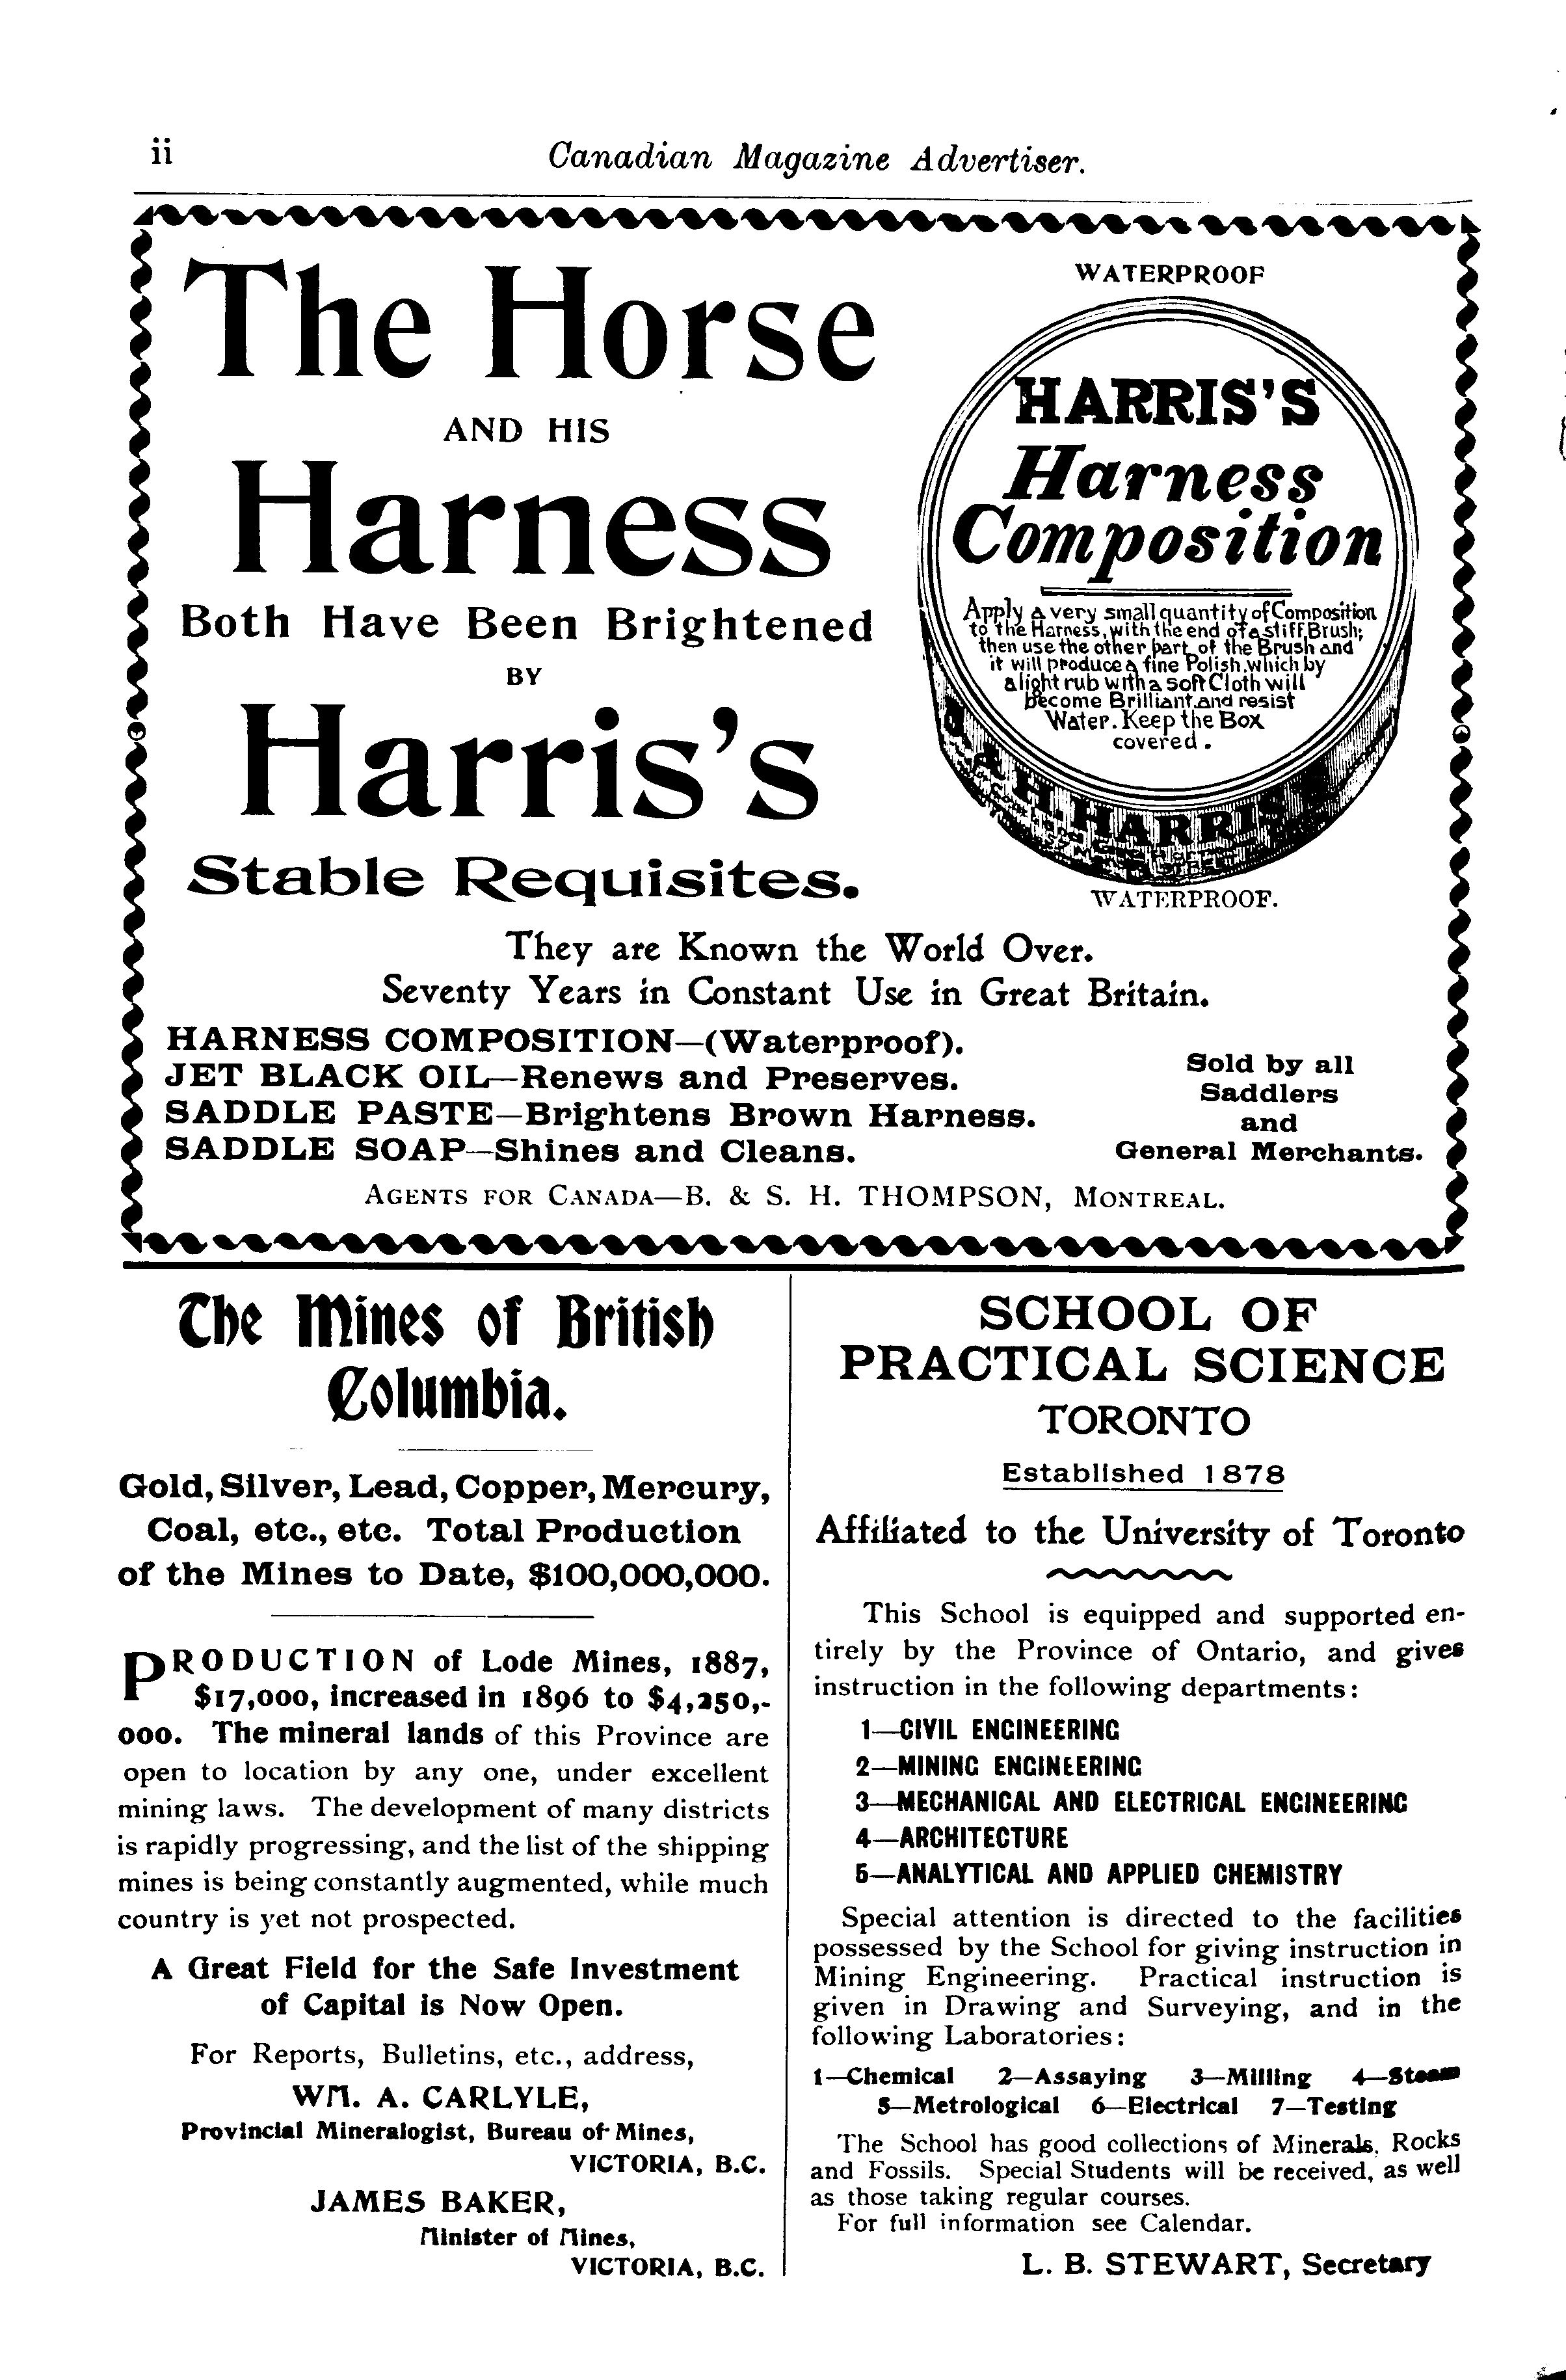 ii
Canadian Magazine Advertiser.
The Horse
AND HIS
Harness
Both Have Been Brightened
BY
Harris's
Stable Requisites.
WATERPROOF
HARRIS'S
Harness
Composition
Apply a very small quantity of Composition
to the Harness, with the end of a stiff Brush;
then use the other part of the Brush and
it will produce a fine Polish, which by
a light rub with a soft Cloth will
become Brilliant and resist
Water. Keep the Box
covered.
& H. HARRIS
WATERPROOF.
They are Known the World Over.
Seventy Years in Constant Use in Great Britain.
HARNESS COMPOSITION—(Waterproof).
JET BLACK OIL—Renews and Preserves.
SADDLE PASTE—Brightens Brown Harness.
SADDLE SOAP—Shines and Cleans.
Sold by all
Saddlers
and
General Merchants.
AGENTS FOR CANADA—B. & S. H. THOMPSON, MONTREAL.
The Mines of British
Columbia.
Gold, Silver, Lead, Copper, Mercury,
Coal, etc., etc. Total Production
of the Mines to Date, $100,000,000.
PRODUCTION of Lode Mines, 1887,
$17,000, increased in 1896 to $4,250,-
000. The mineral lands of this Province are
open to location by any one, under excellent
mining laws. The development of many districts
is rapidly progressing, and the list of the shipping
mines is being constantly augmented, while much
country is yet not prospected.
A Great Field for the Safe Investment
of Capital is Now Open.
For Reports, Bulletins, etc., address,
WM. A. CARLYLE,
Provincial Mineralogist, Bureau of Mines,
VICTORIA, B.C.
JAMES BAKER,
Minister of Mines,
VICTORIA, B.C.
SCHOOL OF
PRACTICAL SCIENCE
TORONTO
Established 1878
Affiliated to the University of Toronto
This School is equipped and supported en-
tirely by the Province of Ontario, and gives
instruction in the following departments:
1—CIVIL ENGINEERING
2—MINING ENGINEERING
3—MECHANICAL AND ELECTRICAL ENGINEERING
4—ARCHITECTURE
5—ANALYTICAL AND APPLIED CHEMISTRY
Special attention is directed to the facilities
possessed by the School for giving instruction in
Mining Engineering. Practical instruction is
given in Drawing and Surveying, and in the
following Laboratories:
1—Chemical 2—Assaying 3—Milling 4—Steam
5—Metrological 6—Electrical 7—Testing
The School has good collections of Minerals, Rocks
and Fossils. Special Students will be received, as well
as those taking regular courses.
For full information see Calendar.
L. B. STEWART, Secretary